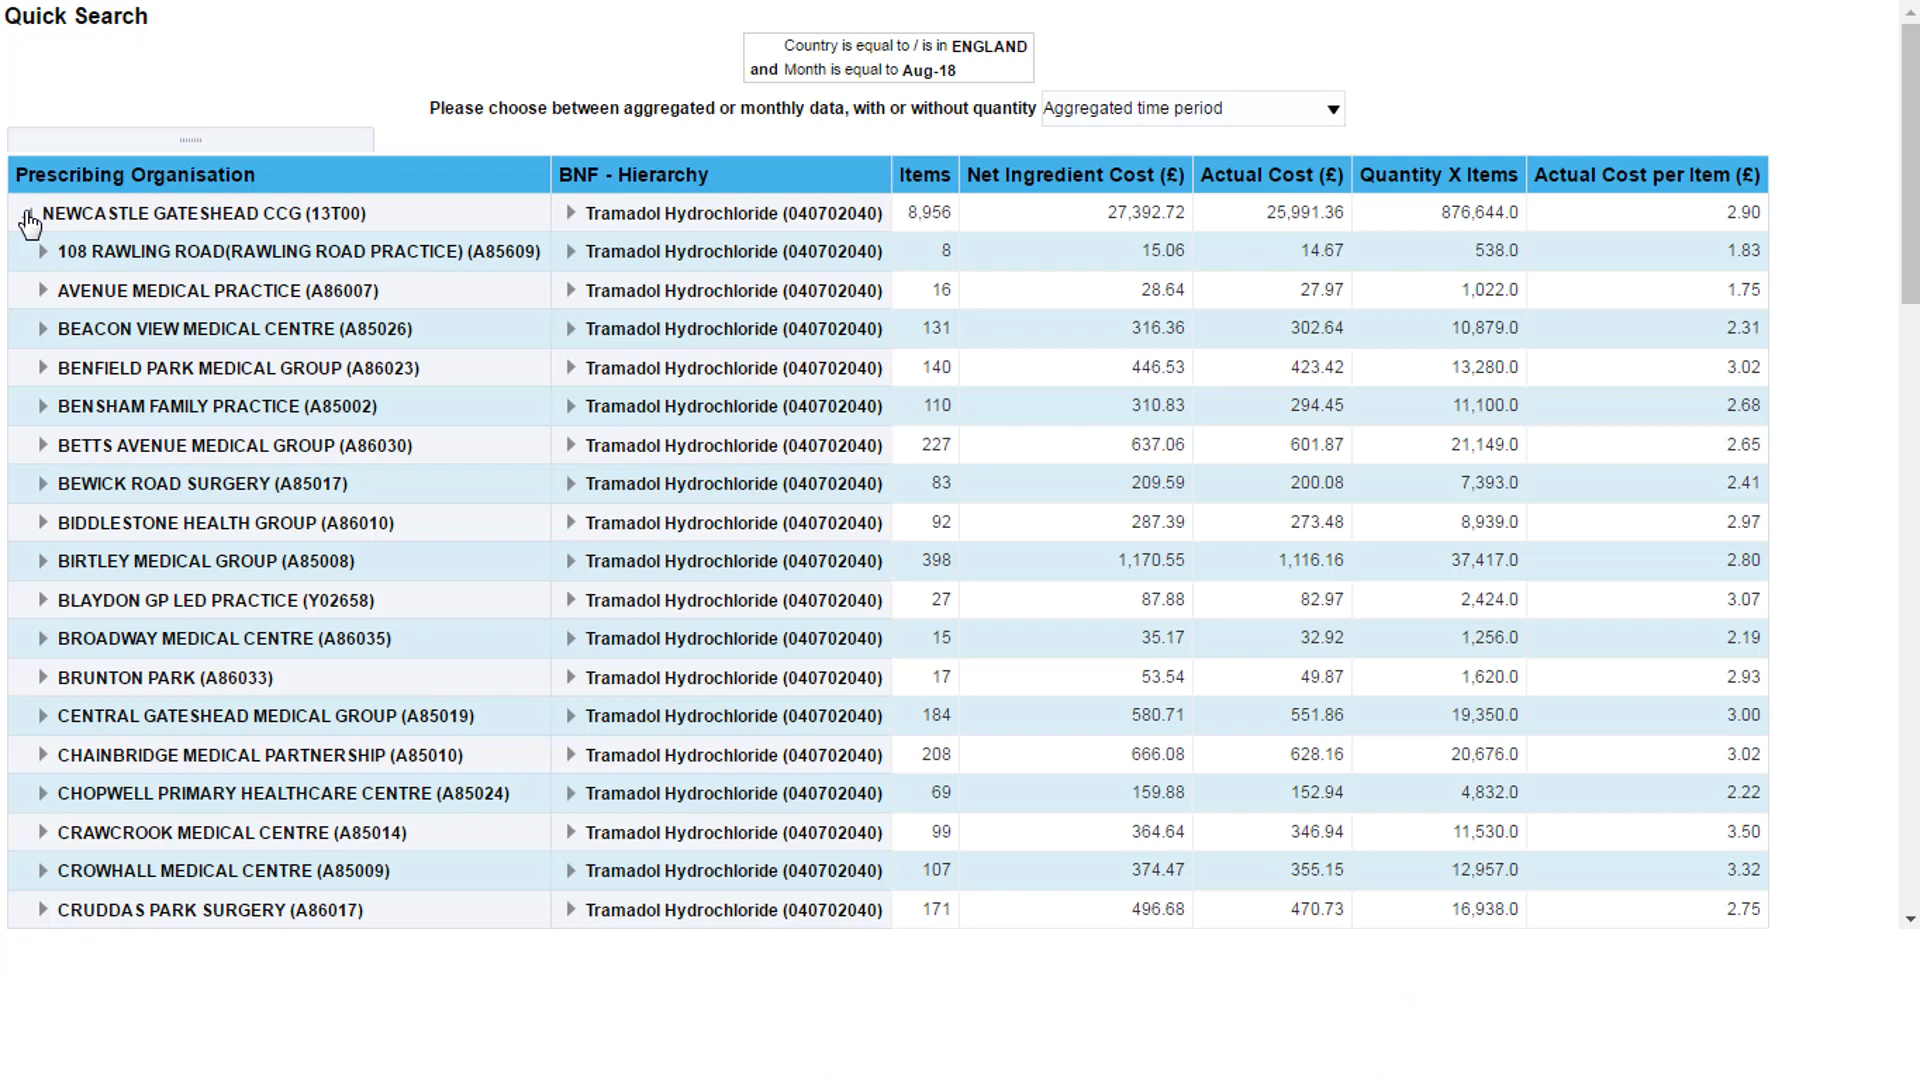 Quick Search
Country is equal to / is in ENGLAND
and Month is equal to Aug-18
Please choose between aggregated or monthly data, with or without quantity Aggregated time period
Prescribing Organisation BNF - Hierarchy Items Net Ingredient Cost (£) Actual Cost (£) Quantity X Items Actual Cost per Item (£)
NEWCASTLE GATESHEAD CCG (13T00) Tramadol Hydrochloride (040702040) 8,956 27,392.72 25,991.36 876,644.0 2.90
108 RAWLING ROAD(RAWLING ROAD PRACTICE) (A85609) Tramadol Hydrochloride (040702040) 8 15.06 14.67 538.0 1.83
AVENUE MEDICAL PRACTICE (A86007) Tramadol Hydrochloride (040702040) 16 28.64 27.97 1,022.0 1.75
BEACON VIEW MEDICAL CENTRE (A85026) Tramadol Hydrochloride (040702040) 131 316.36 302.64 10,879.0 2.31
BENFIELD PARK MEDICAL GROUP (A86023) Tramadol Hydrochloride (040702040) 140 446.53 423.42 13,280.0 3.02
BENSHAM FAMILY PRACTICE (A85002) Tramadol Hydrochloride (040702040) 110 310.83 294.45 11,100.0 2.68
BETTS AVENUE MEDICAL GROUP (A86030) Tramadol Hydrochloride (040702040) 227 637.06 601.87 21,149.0 2.65
BEWICK ROAD SURGERY (A85017) Tramadol Hydrochloride (040702040) 83 209.59 200.08 7,393.0 2.41
BIDDLESTONE HEALTH GROUP (A86010) Tramadol Hydrochloride (040702040) 92 287.39 273.48 8,939.0 2.97
BIRTLEY MEDICAL GROUP (A85008) Tramadol Hydrochloride (040702040) 398 1,170.55 1,116.16 37,417.0 2.80
BLAYDON GP LED PRACTICE (Y02658) Tramadol Hydrochloride (040702040) 27 87.88 82.97 2,424.0 3.07
BROADWAY MEDICAL CENTRE (A86035) Tramadol Hydrochloride (040702040) 15 35.17 32.92 1,256.0 2.19
BRUNTON PARK (A86033) Tramadol Hydrochloride (040702040) 17 53.54 49.87 1,620.0 2.93
CENTRAL GATESHEAD MEDICAL GROUP (A85019) Tramadol Hydrochloride (040702040) 184 580.71 551.86 19,350.0 3.00
CHAINBRIDGE MEDICAL PARTNERSHIP (A85010) Tramadol Hydrochloride (040702040) 208 666.08 628.16 20,676.0 3.02
CHOPWELL PRIMARY HEALTHCARE CENTRE (A85024) Tramadol Hydrochloride (040702040) 69 159.88 152.94 4,832.0 2.22
CRAWCROOK MEDICAL CENTRE (A85014) Tramadol Hydrochloride (040702040) 99 364.64 346.94 11,530.0 3.50
CROWHALL MEDICAL CENTRE (A85009) Tramadol Hydrochloride (040702040) 107 374.47 355.15 12,957.0 3.32
CRUDDAS PARK SURGERY (A86017) Tramadol Hydrochloride (040702040) 171 496.68 470.73 16,938.0 2.75